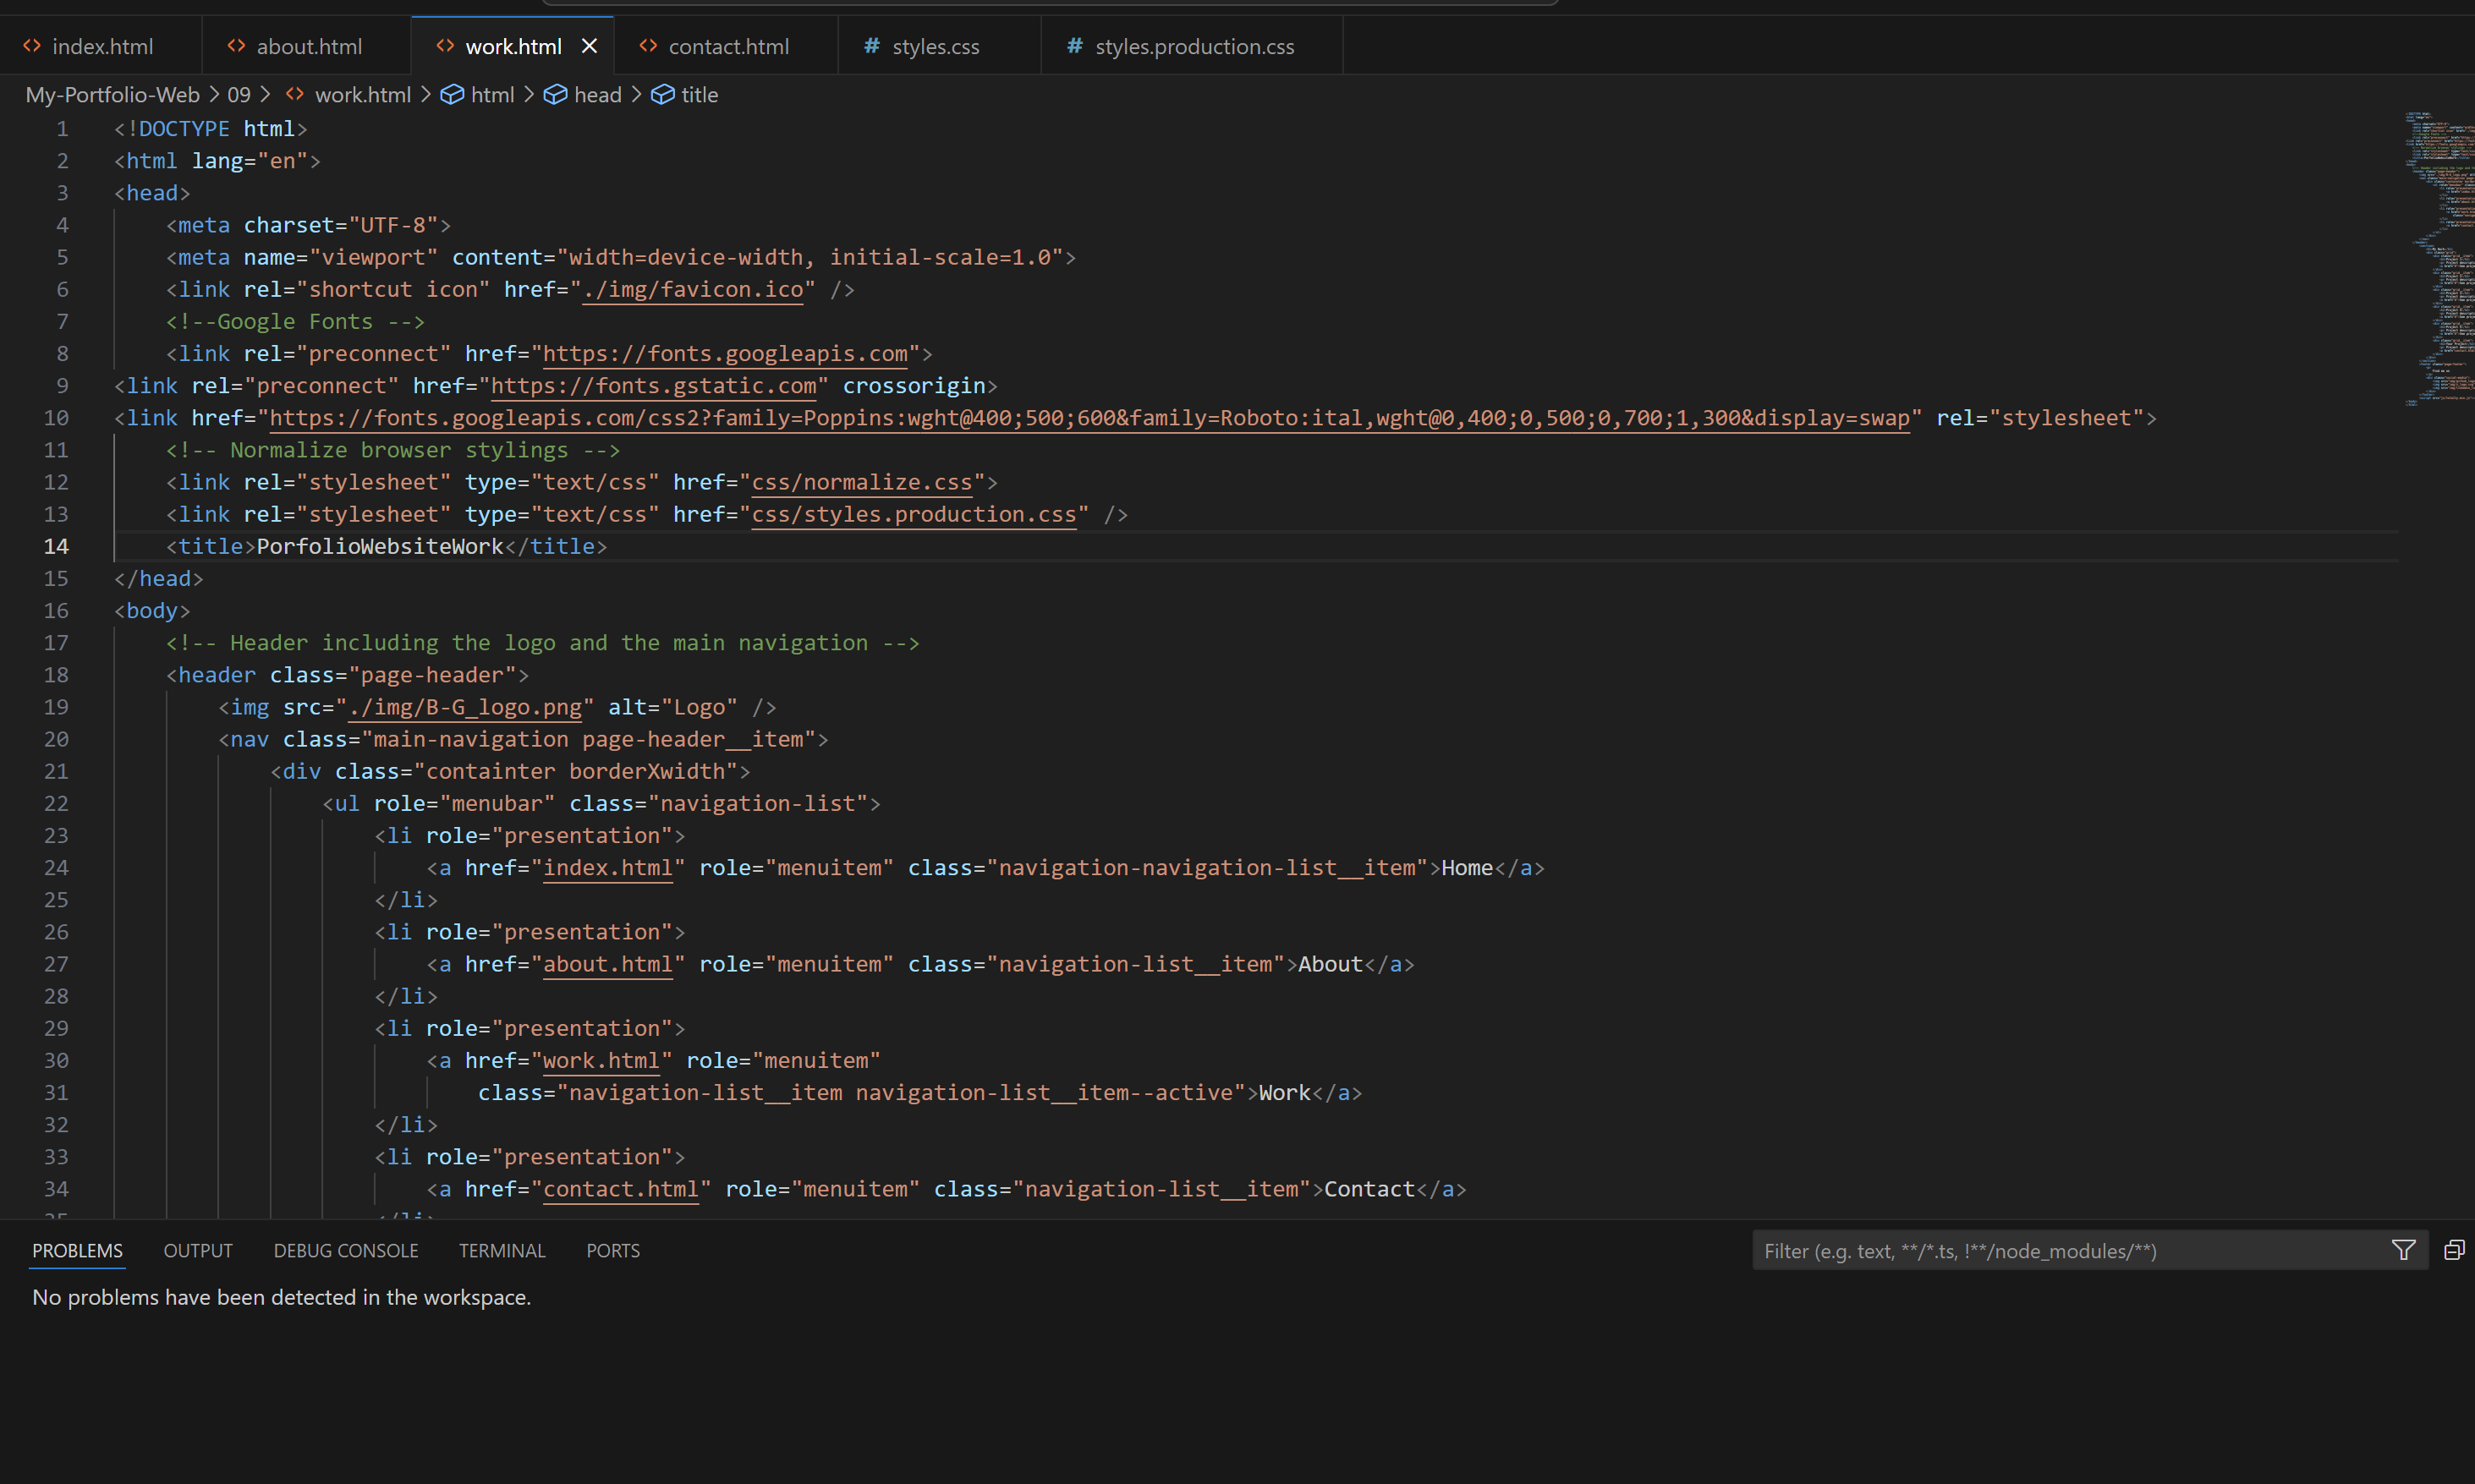 index.html
about.html
work.html
contact.html
# styles.css
# styles.production.css
My-Portfolio-Web > 09 > work.html > html > head > title
1 <!DOCTYPE html>
2 <html lang="en">
3 <head>
4 <meta charset="UTF-8">
5 <meta name="viewport" content="width=device-width, initial-scale=1.0">
6 <link rel="shortcut icon" href="./img/favicon.ico" />
7 <!--Google Fonts -->
8 <link rel="preconnect" href="https://fonts.googleapis.com">
9 <link rel="preconnect" href="https://fonts.gstatic.com" crossorigin>
10 <link href="https://fonts.googleapis.com/css2?family=Poppins:wght@400;500;600&family=Roboto:ital,wght@0,400;0,500;0,700;1,300&display=swap" rel="stylesheet">
11 <!-- Normalize browser stylings -->
12 <link rel="stylesheet" type="text/css" href="css/normalize.css">
13 <link rel="stylesheet" type="text/css" href="css/styles.production.css" />
14 <title>PorfolioWebsiteWork</title>
15 </head>
16 <body>
17 <!-- Header including the logo and the main navigation -->
18 <header class="page-header">
19 <img src="./img/B-G_logo.png" alt="Logo" />
20 <nav class="main-navigation page-header__item">
21 <div class="containter borderXwidth">
22 <ul role="menubar" class="navigation-list">
23 <li role="presentation">
24 <a href="index.html" role="menuitem" class="navigation-navigation-list__item">Home</a>
25 </li>
26 <li role="presentation">
27 <a href="about.html" role="menuitem" class="navigation-list__item">About</a>
28 </li>
29 <li role="presentation">
30 <a href="work.html" role="menuitem"
31 class="navigation-list__item navigation-list__item--active">Work</a>
32 </li>
33 <li role="presentation">
34 <a href="contact.html" role="menuitem" class="navigation-list__item">Contact</a>
35 </li>
PROBLEMS
OUTPUT
DEBUG CONSOLE
TERMINAL
PORTS
Filter (e.g. text, **/*.ts, !**/node_modules/**)
No problems have been detected in the workspace.